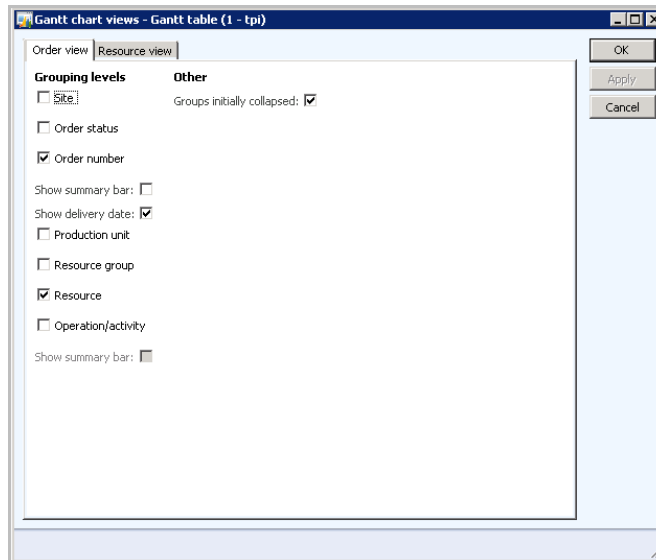 Gantt chart views - Gantt table (1 - tpi)
Order view Resource view
OK
Apply
Cancel
Grouping levels
Site
Order status
Order number
Show summary bar:
Show delivery date:
Production unit
Resource group
Resource
Operation/activity
Show summary bar:
Other
Groups initially collapsed: